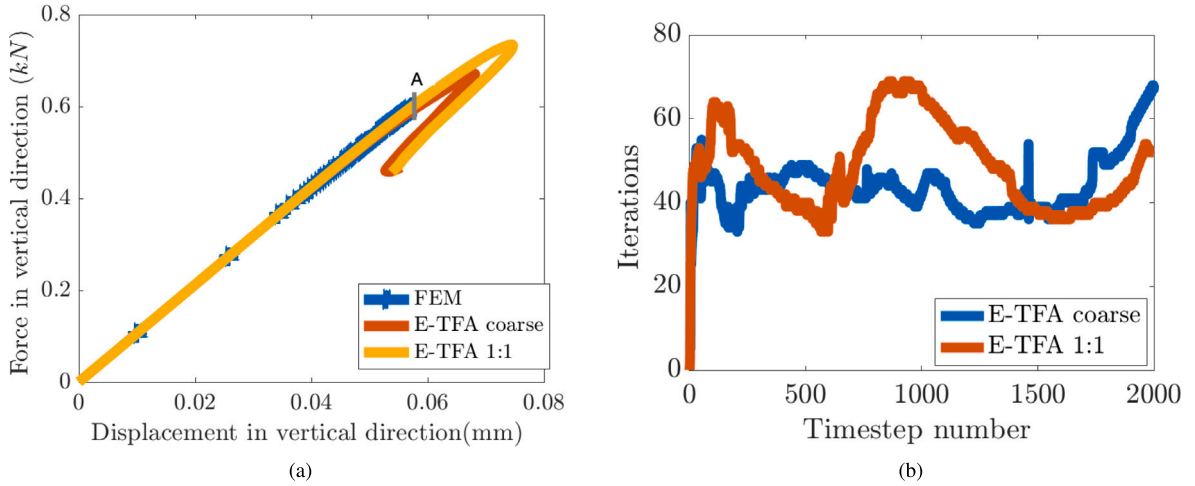 0.8
0.6
0.4
0.2
0
0
0.02
0.04
0.06
0.08
Force in vertical direction (kN)
Displacement in vertical direction(mm)
A
FEM
E-TFA coarse
E-TFA 1:1
(a)
80
60
40
20
0
0
500
1000
1500
2000
Iterations
Timestep number
E-TFA coarse
E-TFA 1:1
(b)